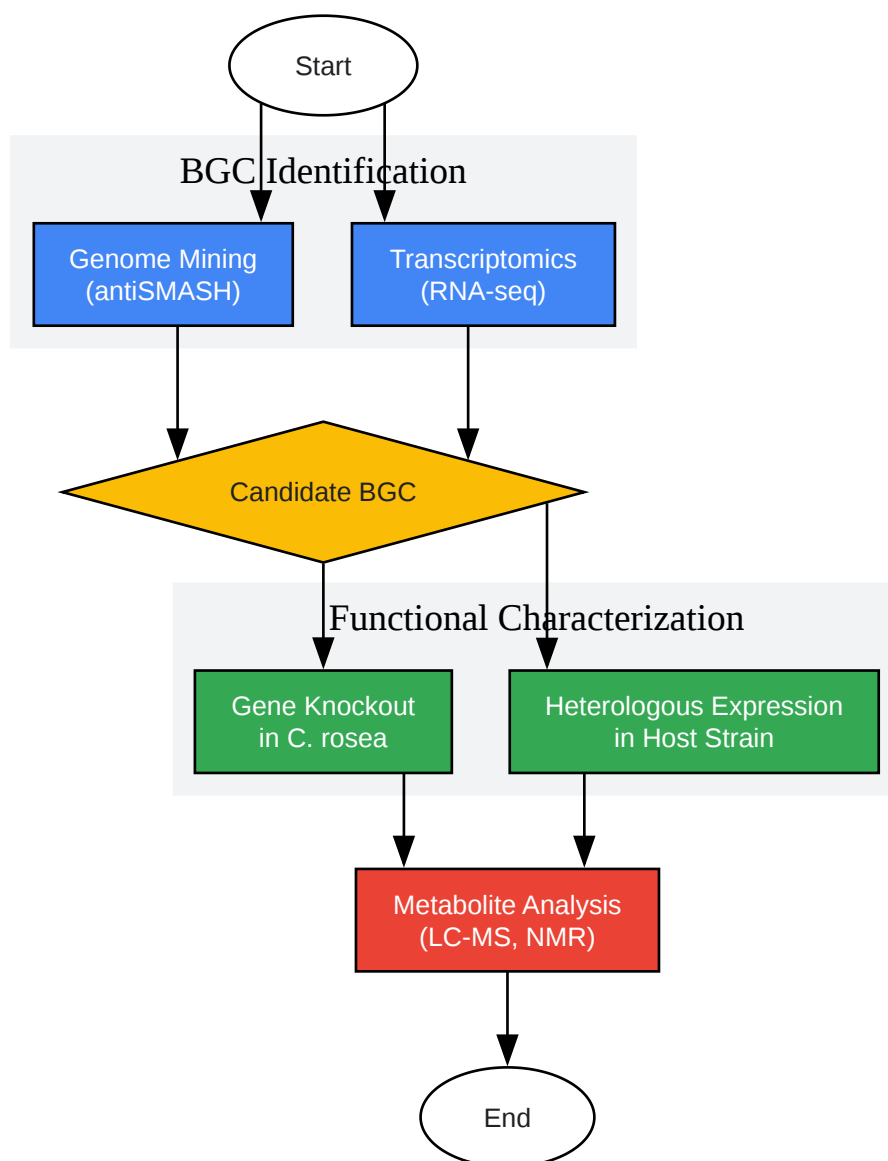 Start
BGC Identification
Genome Mining
(antiSMASH)
Transcriptomics
(RNA-seq)
Candidate BGC
Functional Characterization
Gene Knockout
in C. rosea
Heterologous Expression
in Host Strain
Metabolite Analysis
(LC-MS, NMR)
End